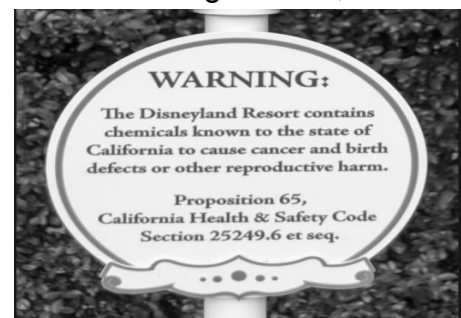 WARNING:
The Disneyland Resort contains
chemicals known to the state of
California to cause cancer and birth
defects or other reproductive harm.
Proposition 65,
California Health & Safety Code
Section 25249.6 et seq.